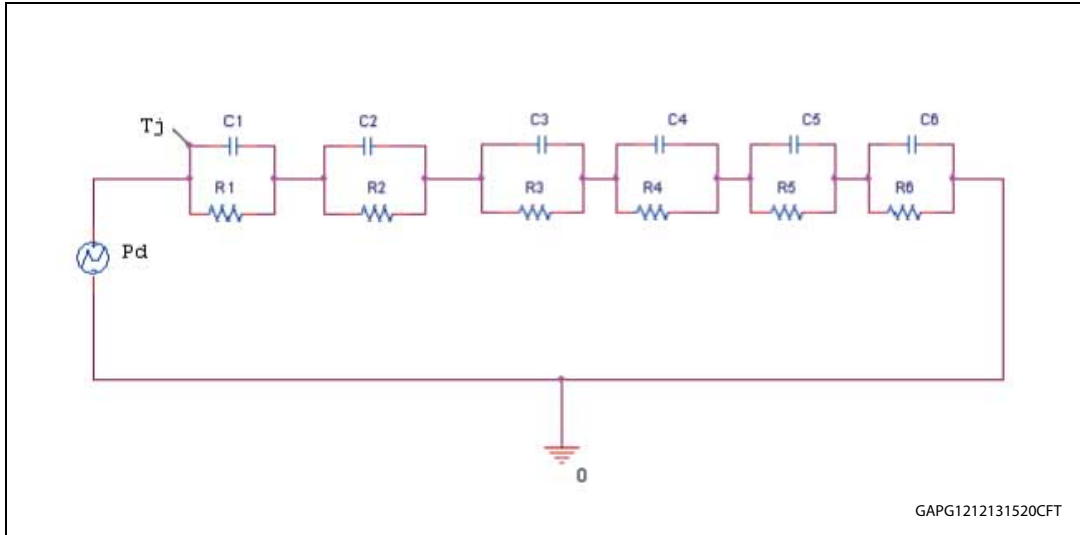 Tj C1 C2 C3 C4 C5 C6
R1 R2 R3 R4 R5 R6
Pd
0
GAPG1212131520CFT